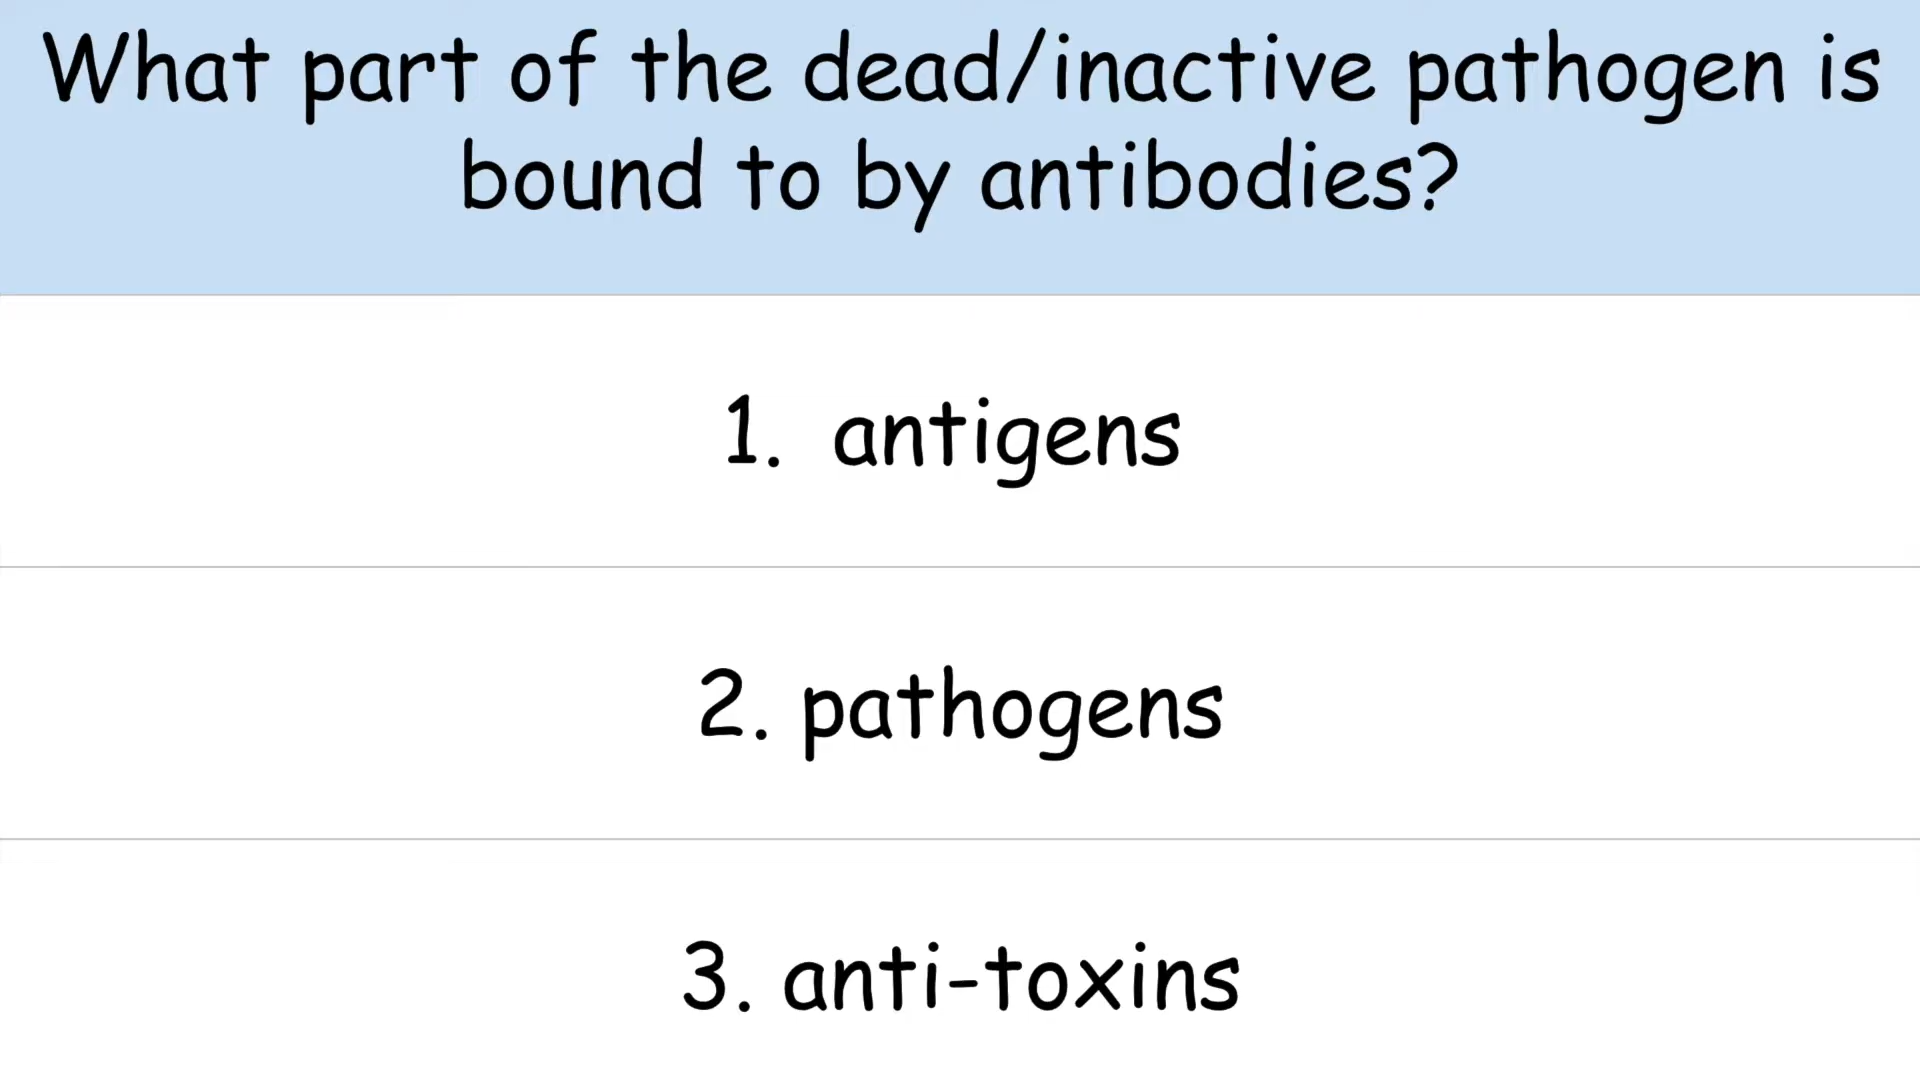 What part of the dead/inactive pathogen is
bound to by antibodies?
1. antigens
2. pathogens
3. anti-toxins